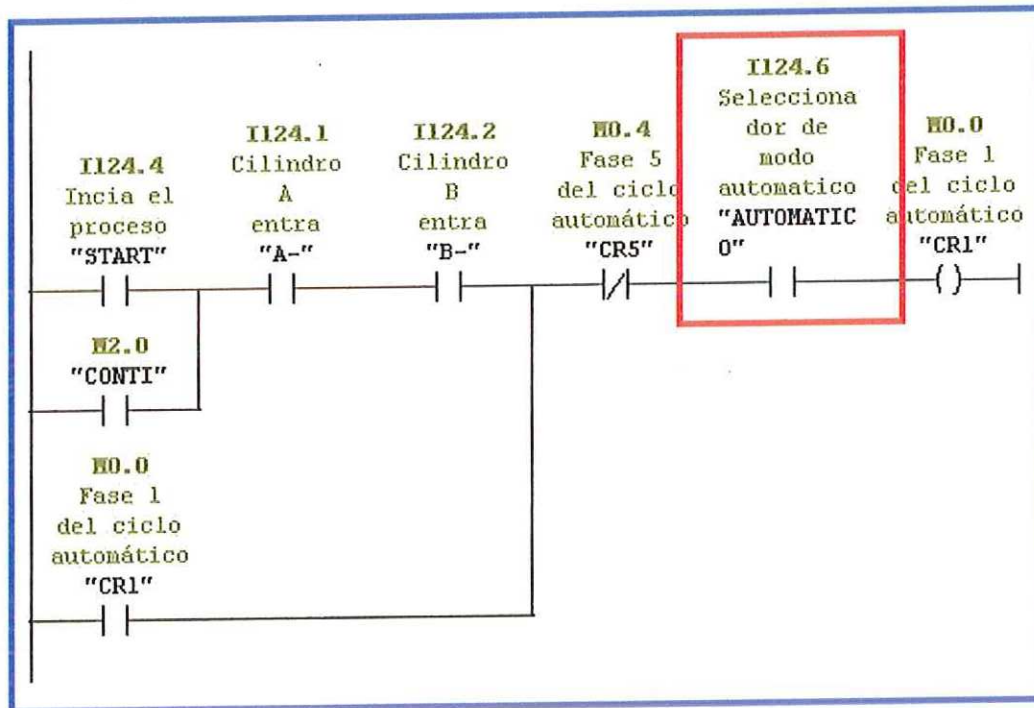 I124.4
Incia el
proceso
"START"
I124.1
Cilindro
A
entra
"A-"
I124.2
Cilindro
B
entra
"B-"
M0.4
Fase 5
del ciclo
automático
"CR5"
I124.6
Selecciona
dor de
modo
automatico
"AUTOMATIC
O"
M0.0
Fase 1
del ciclo
automático
"CR1"
M2.0
"CONTI"
M0.0
Fase 1
del ciclo
automático
"CR1"